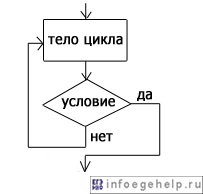 тело цикла
условие
да
нет
infoegehelp.ru